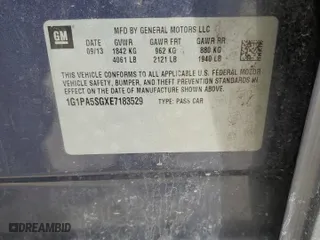 GM
MFD BY GENERAL MOTORS LLC
DATE GVWR GAWR FRT GAWR RR
09/13 1842 KG 962 KG 880 KG
4061 LB 2121 LB 1940 LB
THIS VEHICLE CONFORMS TO ALL APPLICABLE U.S. FEDERAL MOTOR
VEHICLE SAFETY, BUMPER, AND THEFT PREVENTION STANDARDS IN
EFFECT ON THE DATE OF MANUFACTURE SHOWN ABOVE.
1G1PA5SGXE7183529 TYPE: PASS CAR
DREAMBID